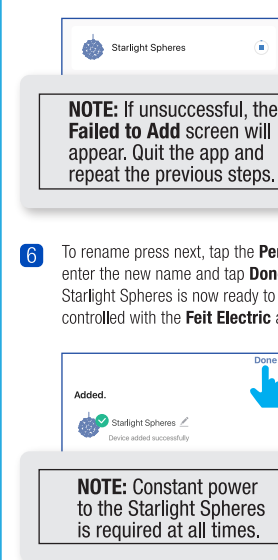 Starlight Spheres
NOTE: If unsuccessful, the
Failed to Add screen will
appear. Quit the app and
repeat the previous steps.
6
To rename press next, tap the
enter the new name and tap
Starlight Spheres is now ready to
controlled with the Feit Electric
Done
Added.
Starlight Spheres
Device added successfully
NOTE: Constant power
to the Starlight Spheres
is required at all times.